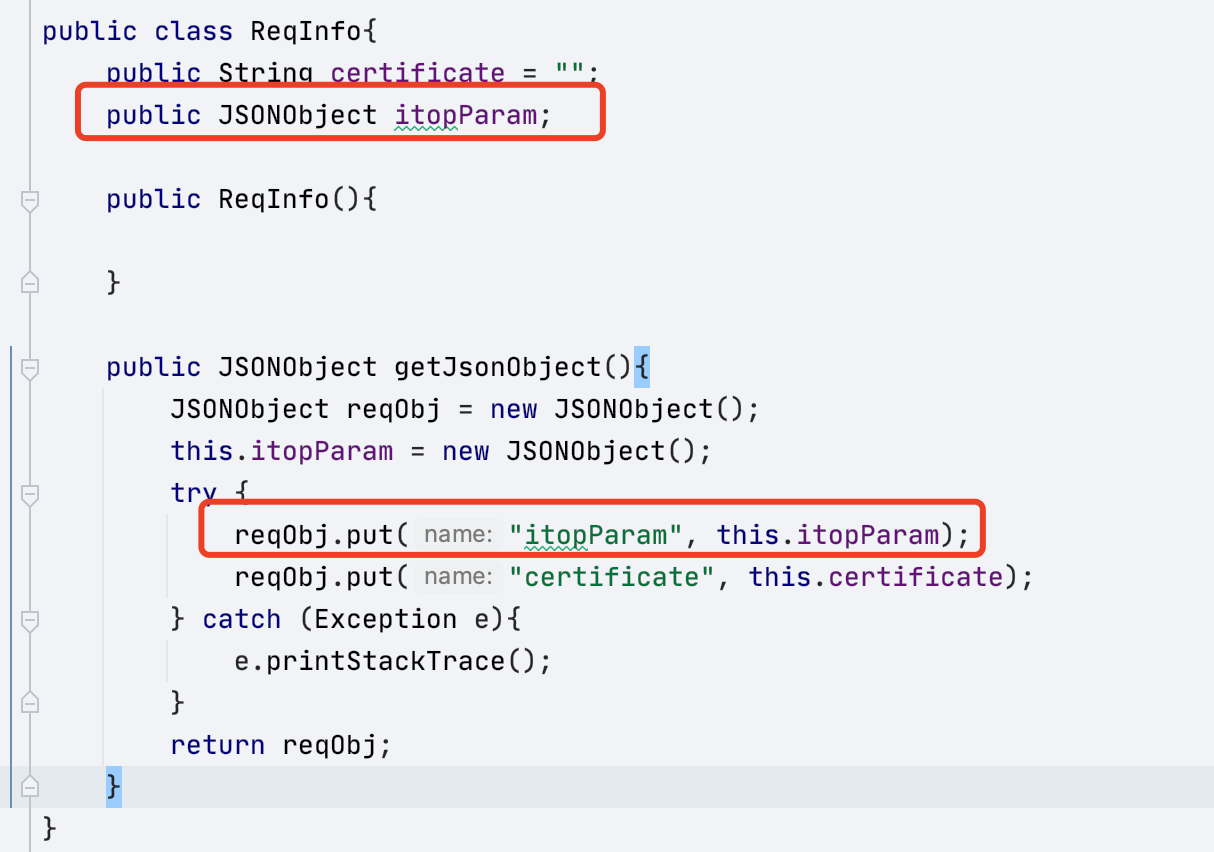 public class ReqInfo{
public String certificate = "";
public JSONObject itopParam;
public ReqInfo(){
}
public JSONObject getJsonObject(){
JSONObject reqObj = new JSONObject();
this.itopParam = new JSONObject();
try {
reqObj.put( name: "itopParam", this.itopParam);
reqObj.put( name: "certificate", this.certificate);
} catch (Exception e){
e.printStackTrace();
}
return reqObj;
}
}